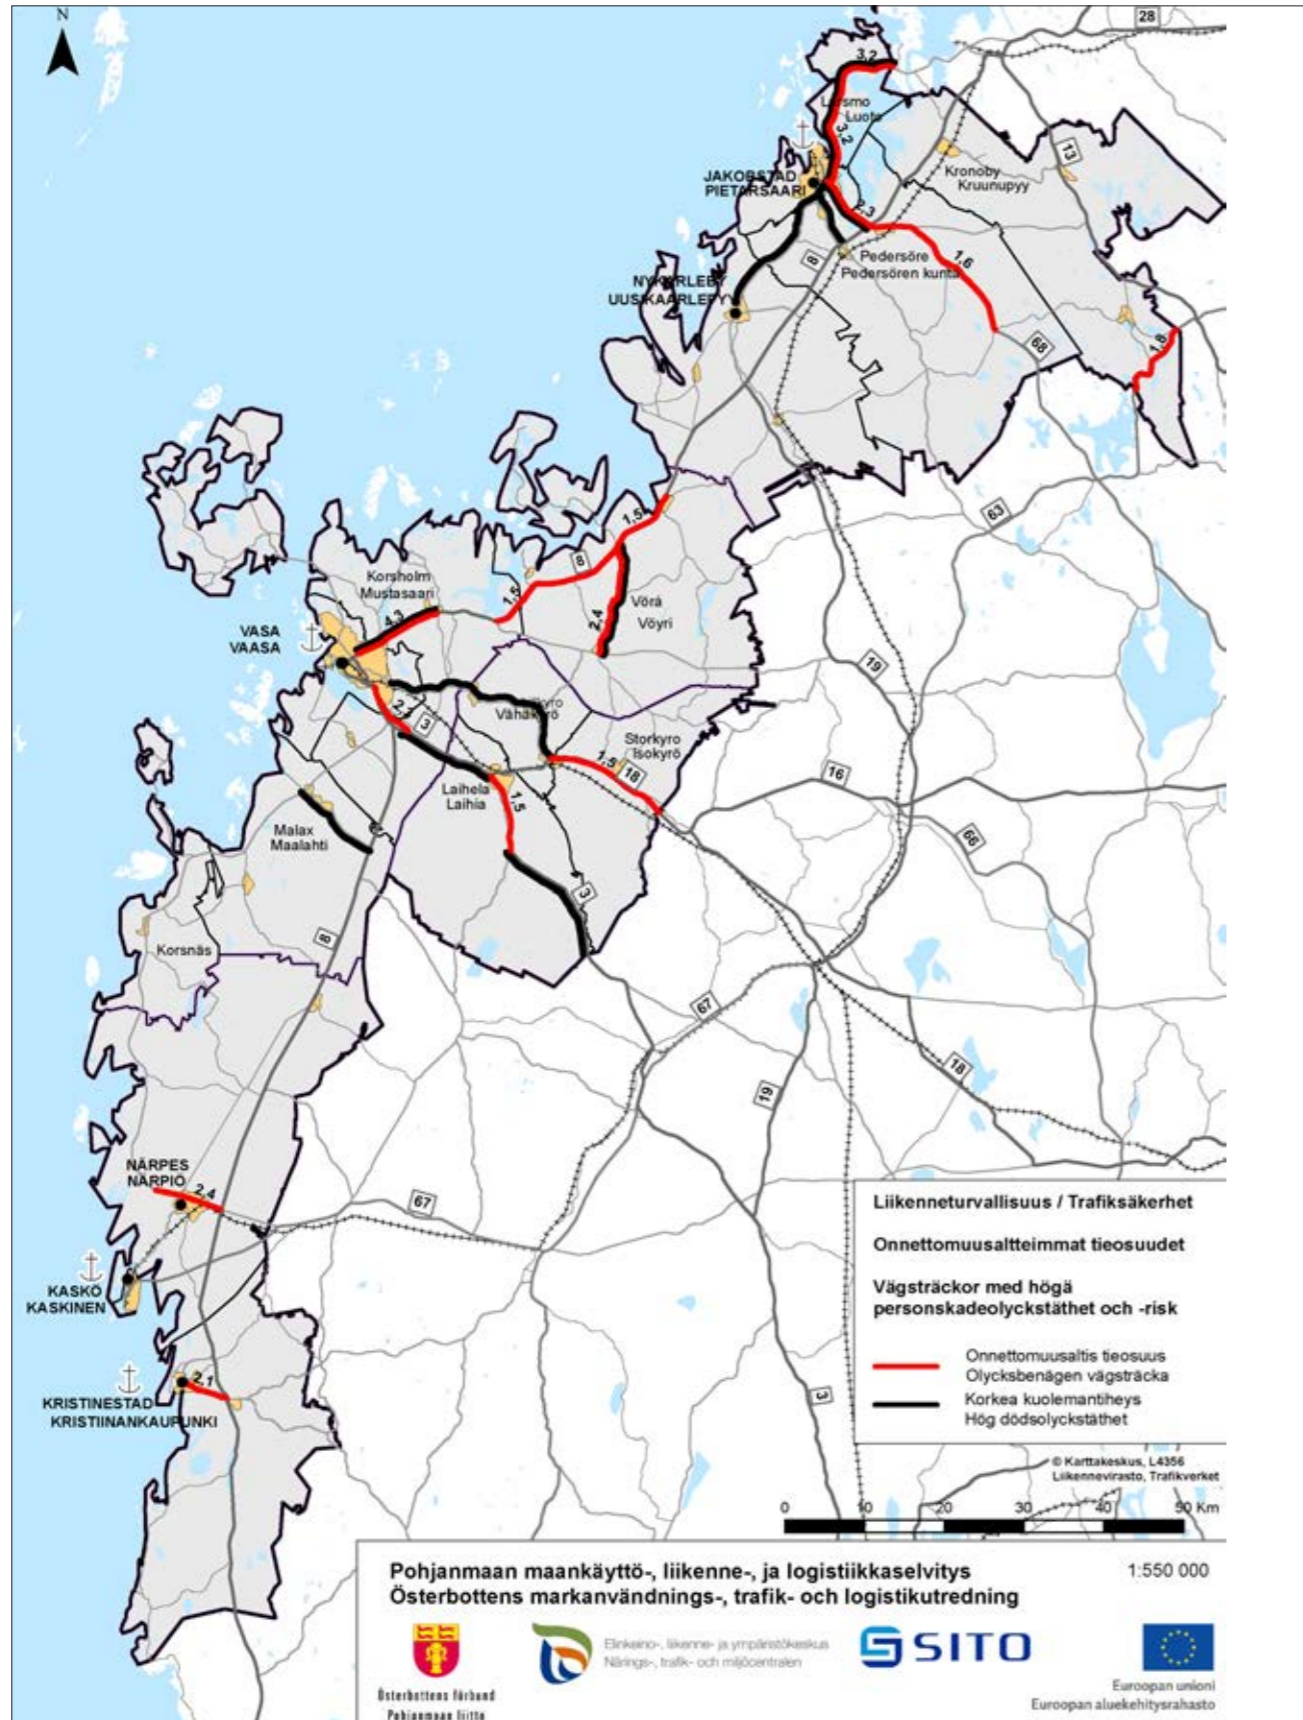 N
28
3,2
Larsmo
Luoto
3,2
13
JAKOBSTAD
PIETARSAARI
Kronoby
Kruunupyy
2,3
8
Pedersöre
Pedersören kunta
1,6
NYKARLEBY
UUSIKAARLEPYY
68
1,8
63
1,5
8
1,5
Korsholm
Mustasaari
4,3
Vörå
Vöyri
2,4
VASA
VAASA
19
2,2
3
Vähäkyrö
Storkyro
Isokyrö
1,5
18
16
Laihela
Laihia
1,5
66
Malax
Maalahti
3
8
Korsnäs
67
18
19
NÄRPES
NÄRPIÖ
2,4
67
KASKÖ
KASKINEN
2,1
KRISTINESTAD
KRISTIINANKAUPUNKI
3
Liikenneturvallisuus / Trafiksäkerhet
Onnettomuusaltteimmat tieosuudet
Vägsträckor med högä
personskadeolyckstäthet och -risk
Onnettomuusaltis tieosuus
Olycksbenägen vägsträcka
Korkea kuolemantiheys
Hög dödsolyckstäthet
© Karttakeskus, L4356
Liikennevirasto, Trafikverket
0 10 20 30 40 50 Km
Pohjanmaan maankäyttö-, liikenne-, ja logistiikkaselvitys
Österbottens markanvändnings-, trafik- och logistikutredning
1:550 000
Elinkeino-, liikenne- ja ympäristökeskus
Närings-, trafik- och miljöcentralen
SITO
Österbottens förbund
Pohjanmaan liitto
Euroopan unioni
Euroopan aluekehitysrahasto